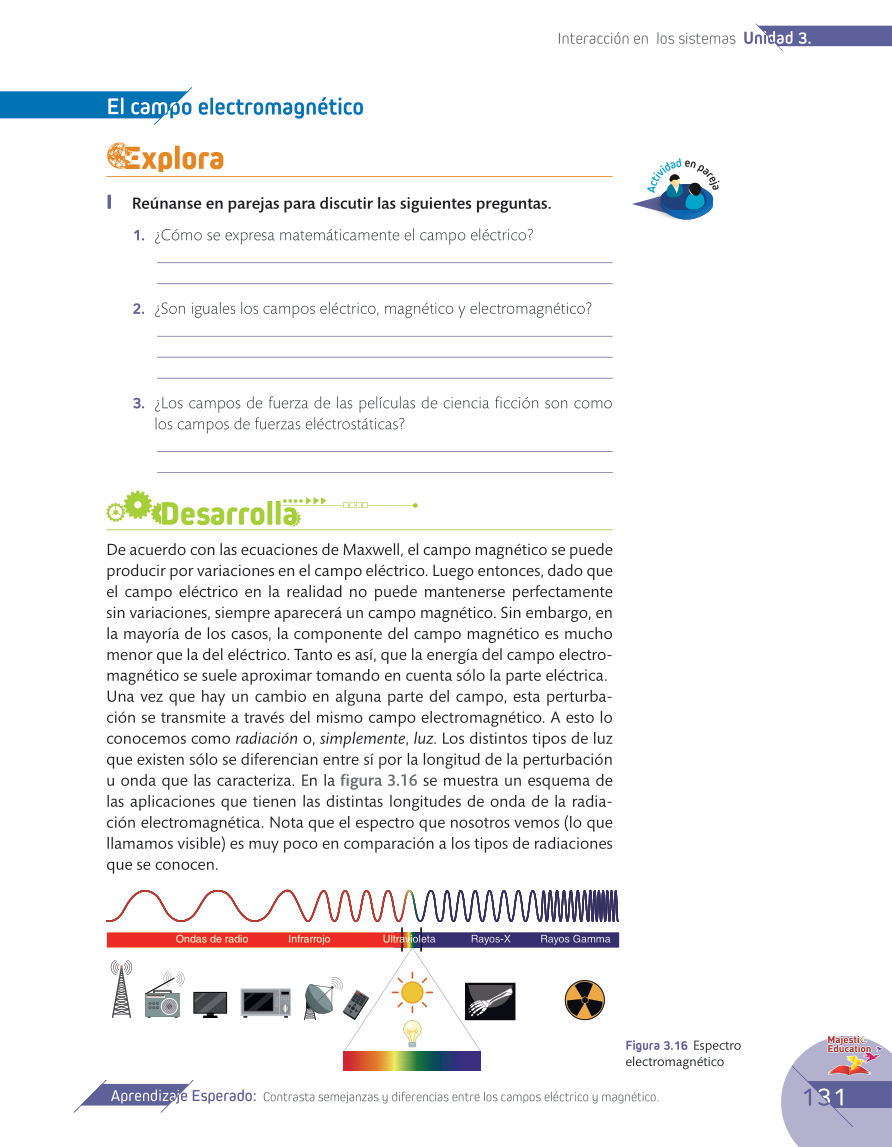 Interacción en los sistemas Unidad 3.
El campo electromagnético
Explora
Actividad en pareja
I Reúnanse en parejas para discutir las siguientes preguntas.
1. ¿Cómo se expresa matemáticamente el campo eléctrico?
2. ¿Son iguales los campos eléctrico, magnético y electromagnético?
3. ¿Los campos de fuerza de las películas de ciencia ficción son como
los campos de fuerzas eléctrostáticas?
Desarrolla
De acuerdo con las ecuaciones de Maxwell, el campo magnético se puede
producir por variaciones en el campo eléctrico. Luego entonces, dado que
el campo eléctrico en la realidad no puede mantenerse perfectamente
sin variaciones, siempre aparecerá un campo magnético. Sin embargo, en
la mayoría de los casos, la componente del campo magnético es mucho
menor que la del eléctrico. Tanto es así, que la energía del campo electro-
magnético se suele aproximar tomando en cuenta sólo la parte eléctrica.
Una vez que hay un cambio en alguna parte del campo, esta perturba-
ción se transmite a través del mismo campo electromagnético. A esto lo
conocemos como radiación o, simplemente, luz. Los distintos tipos de luz
que existen sólo se diferencian entre sí por la longitud de la perturbación
u onda que las caracteriza. En la figura 3.16 se muestra un esquema de
las aplicaciones que tienen las distintas longitudes de onda de la radia-
ción electromagnética. Nota que el espectro que nosotros vemos (lo que
llamamos visible) es muy poco en comparación a los tipos de radiaciones
que se conocen.
Ondas de radio Infrarrojo Ultravioleta Rayos-X Rayos Gamma
Figura 3.16 Espectro
electromagnético
Majestic
Education
Aprendizaje Esperado: Contrasta semejanzas y diferencias entre los campos eléctrico y magnético.
131